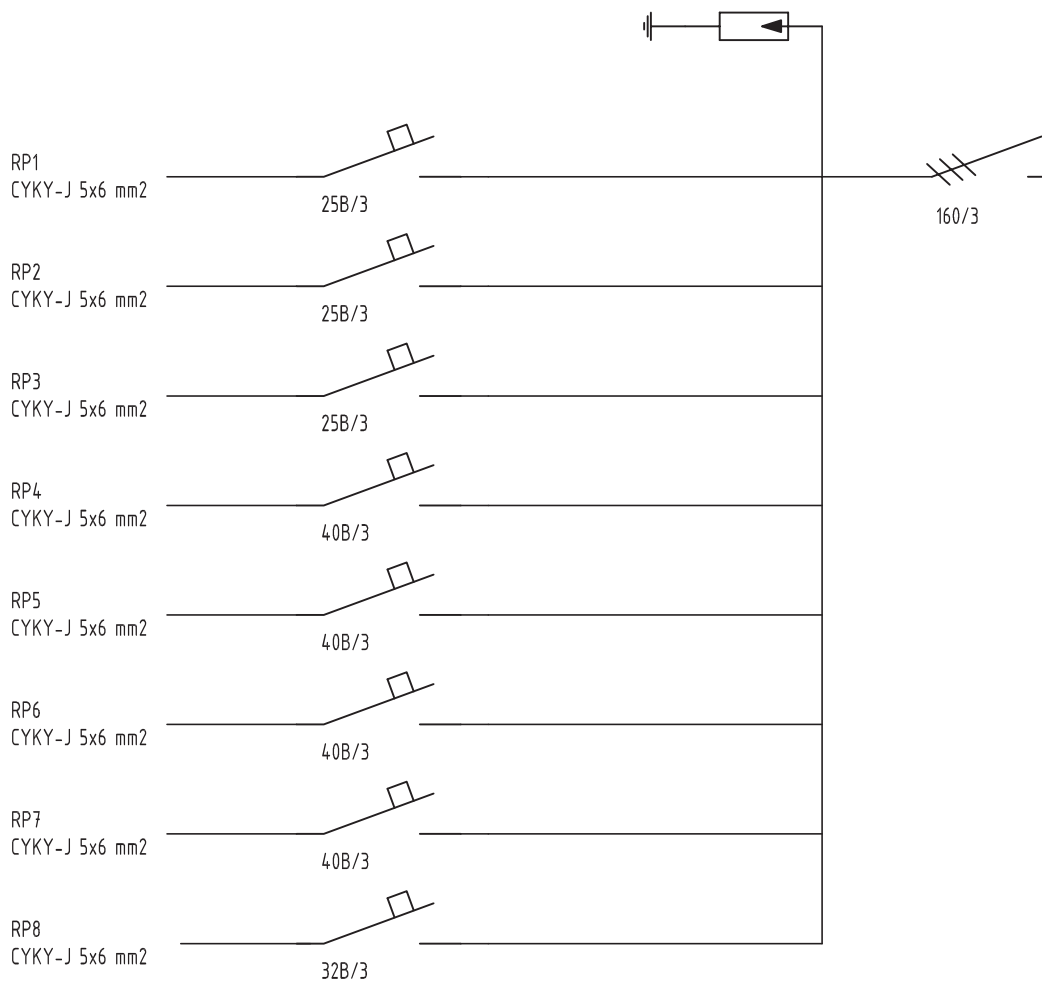 RP1
CYKY-J 5x6 mm2
25B/3
160/3
RP2
CYKY-J 5x6 mm2
25B/3
RP3
CYKY-J 5x6 mm2
25B/3
RP4
CYKY-J 5x6 mm2
40B/3
RP5
CYKY-J 5x6 mm2
40B/3
RP6
CYKY-J 5x6 mm2
40B/3
RP7
CYKY-J 5x6 mm2
40B/3
RP8
CYKY-J 5x6 mm2
32B/3